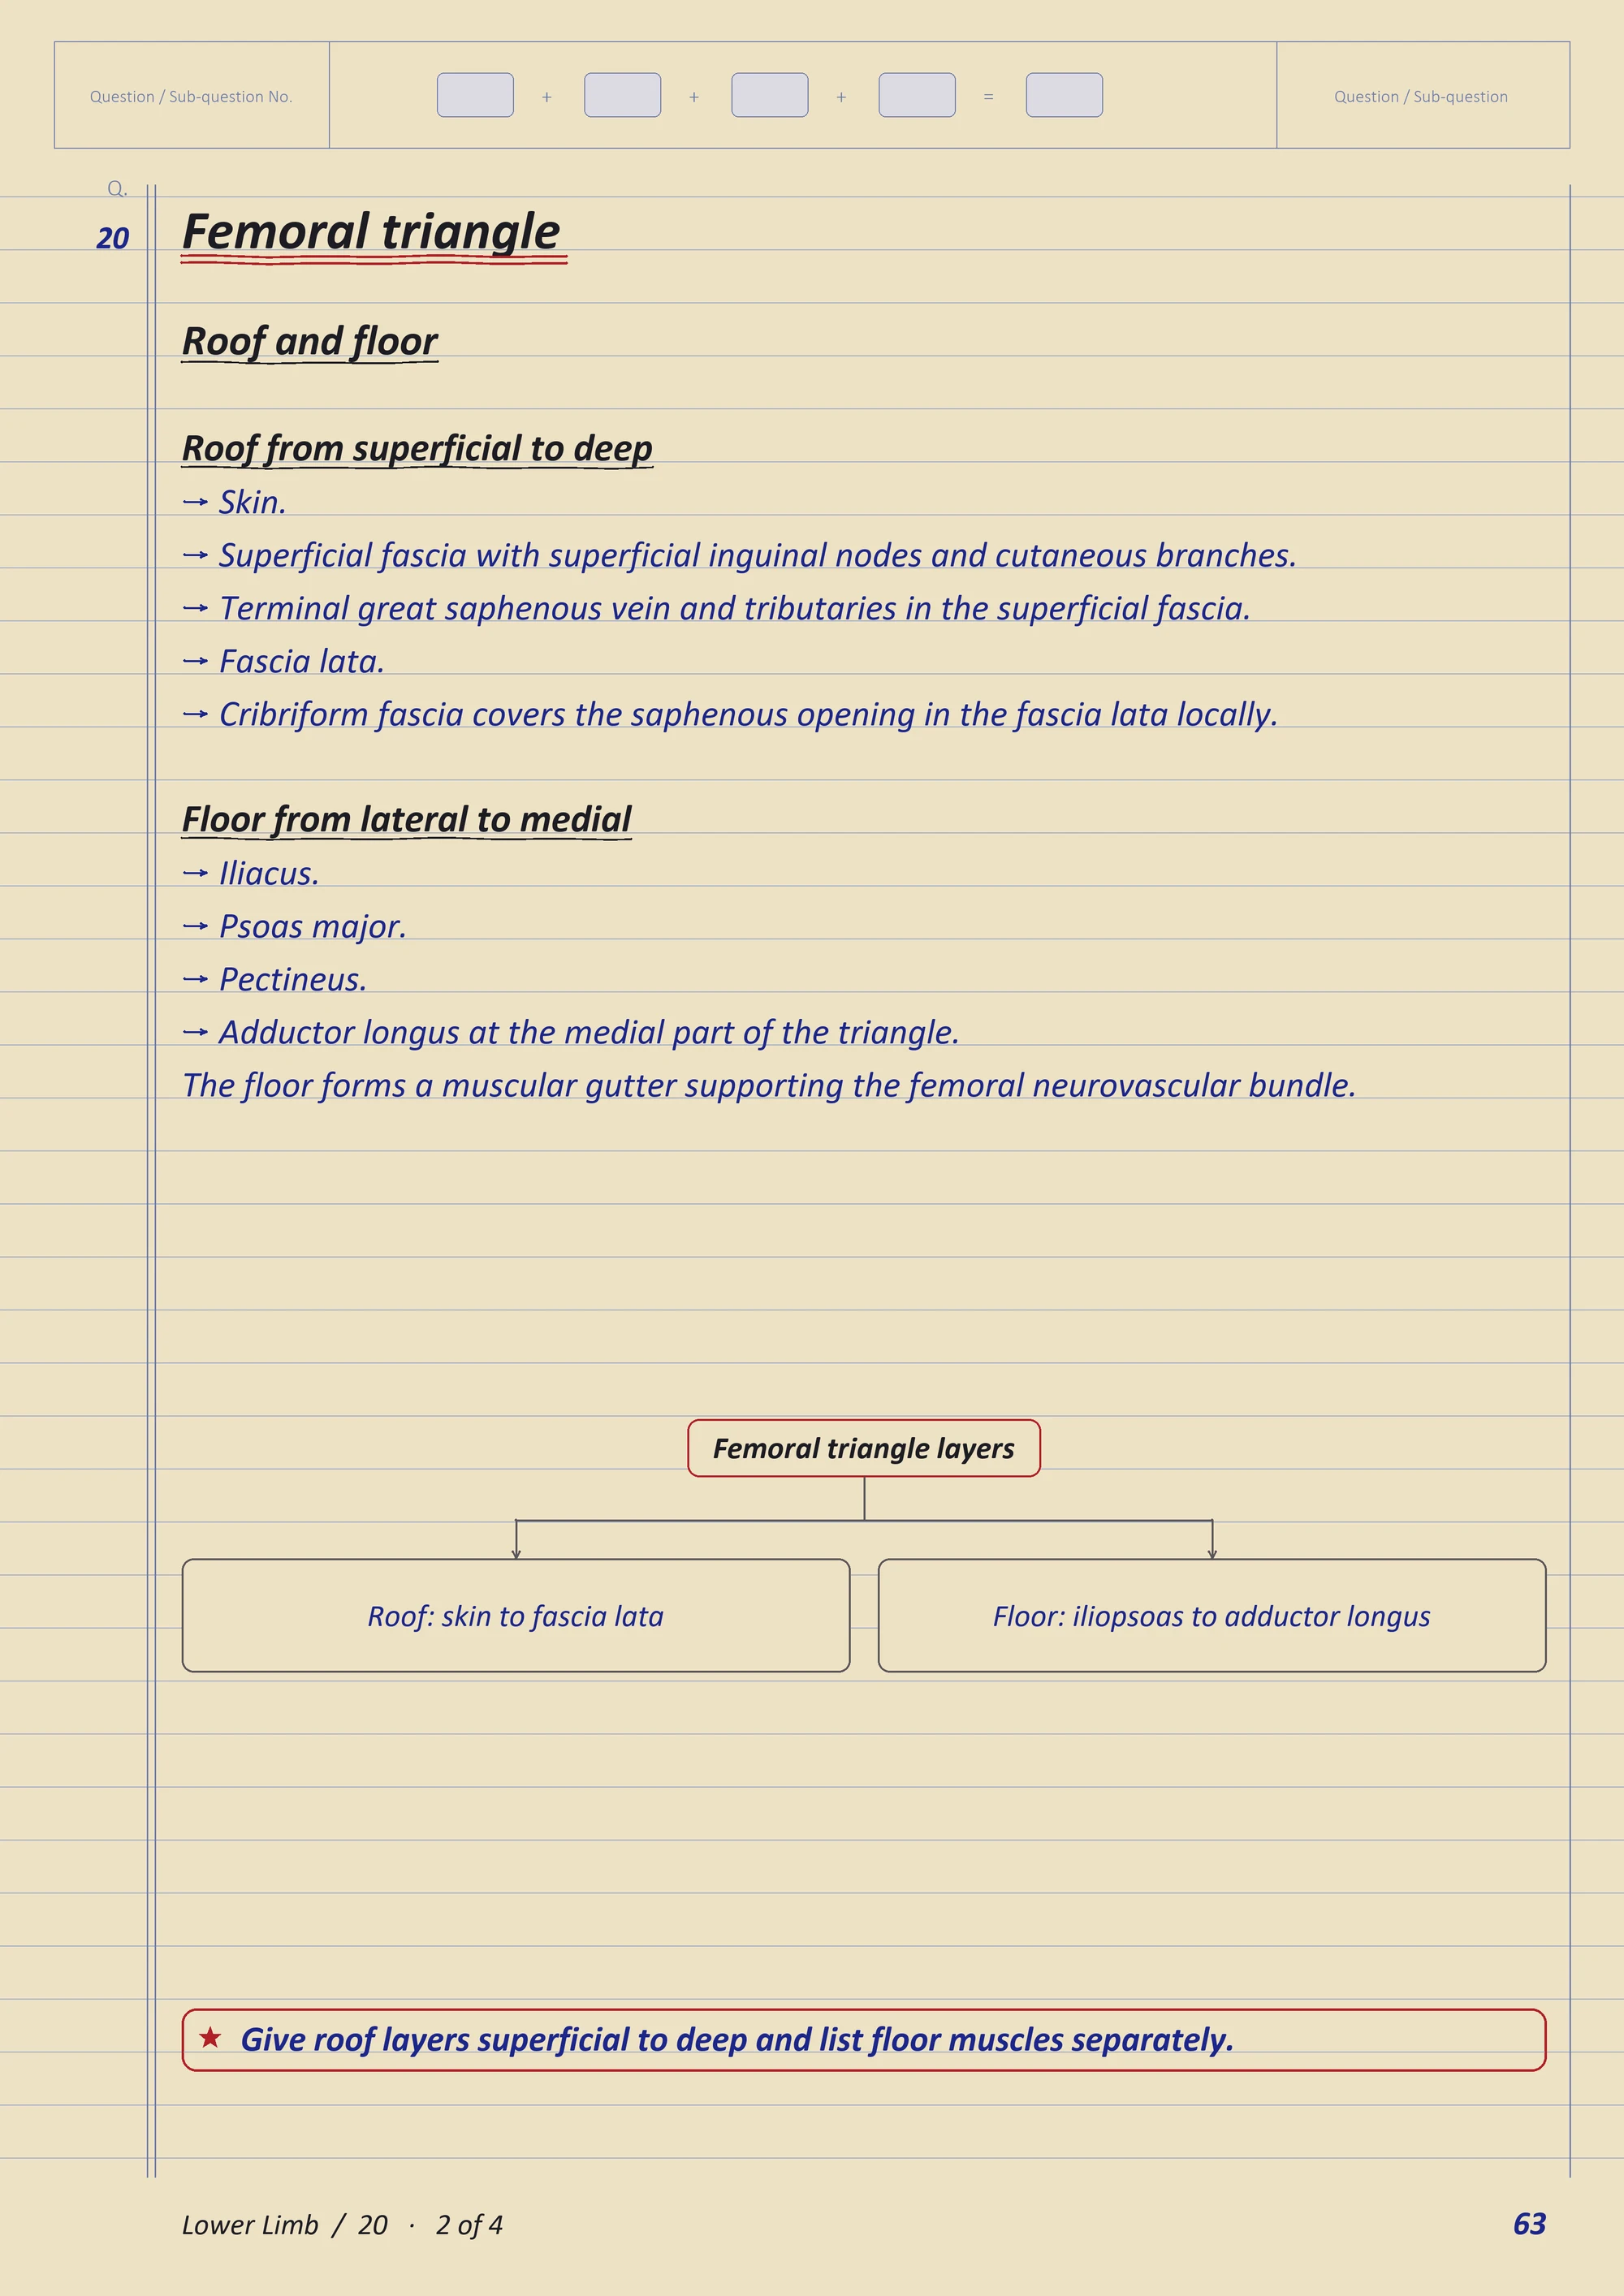 Question / Sub-question No.
+ + + =
Question / Sub-question
Q.
20
Femoral triangle
Roof and floor
Roof from superficial to deep
→ Skin.
→ Superficial fascia with superficial inguinal nodes and cutaneous branches.
→ Terminal great saphenous vein and tributaries in the superficial fascia.
→ Fascia lata.
→ Cribriform fascia covers the saphenous opening in the fascia lata locally.
Floor from lateral to medial
→ Iliacus.
→ Psoas major.
→ Pectineus.
→ Adductor longus at the medial part of the triangle.
The floor forms a muscular gutter supporting the femoral neurovascular bundle.
Femoral triangle layers
Roof: skin to fascia lata
Floor: iliopsoas to adductor longus
★ Give roof layers superficial to deep and list floor muscles separately.
Lower Limb / 20 · 2 of 4
63